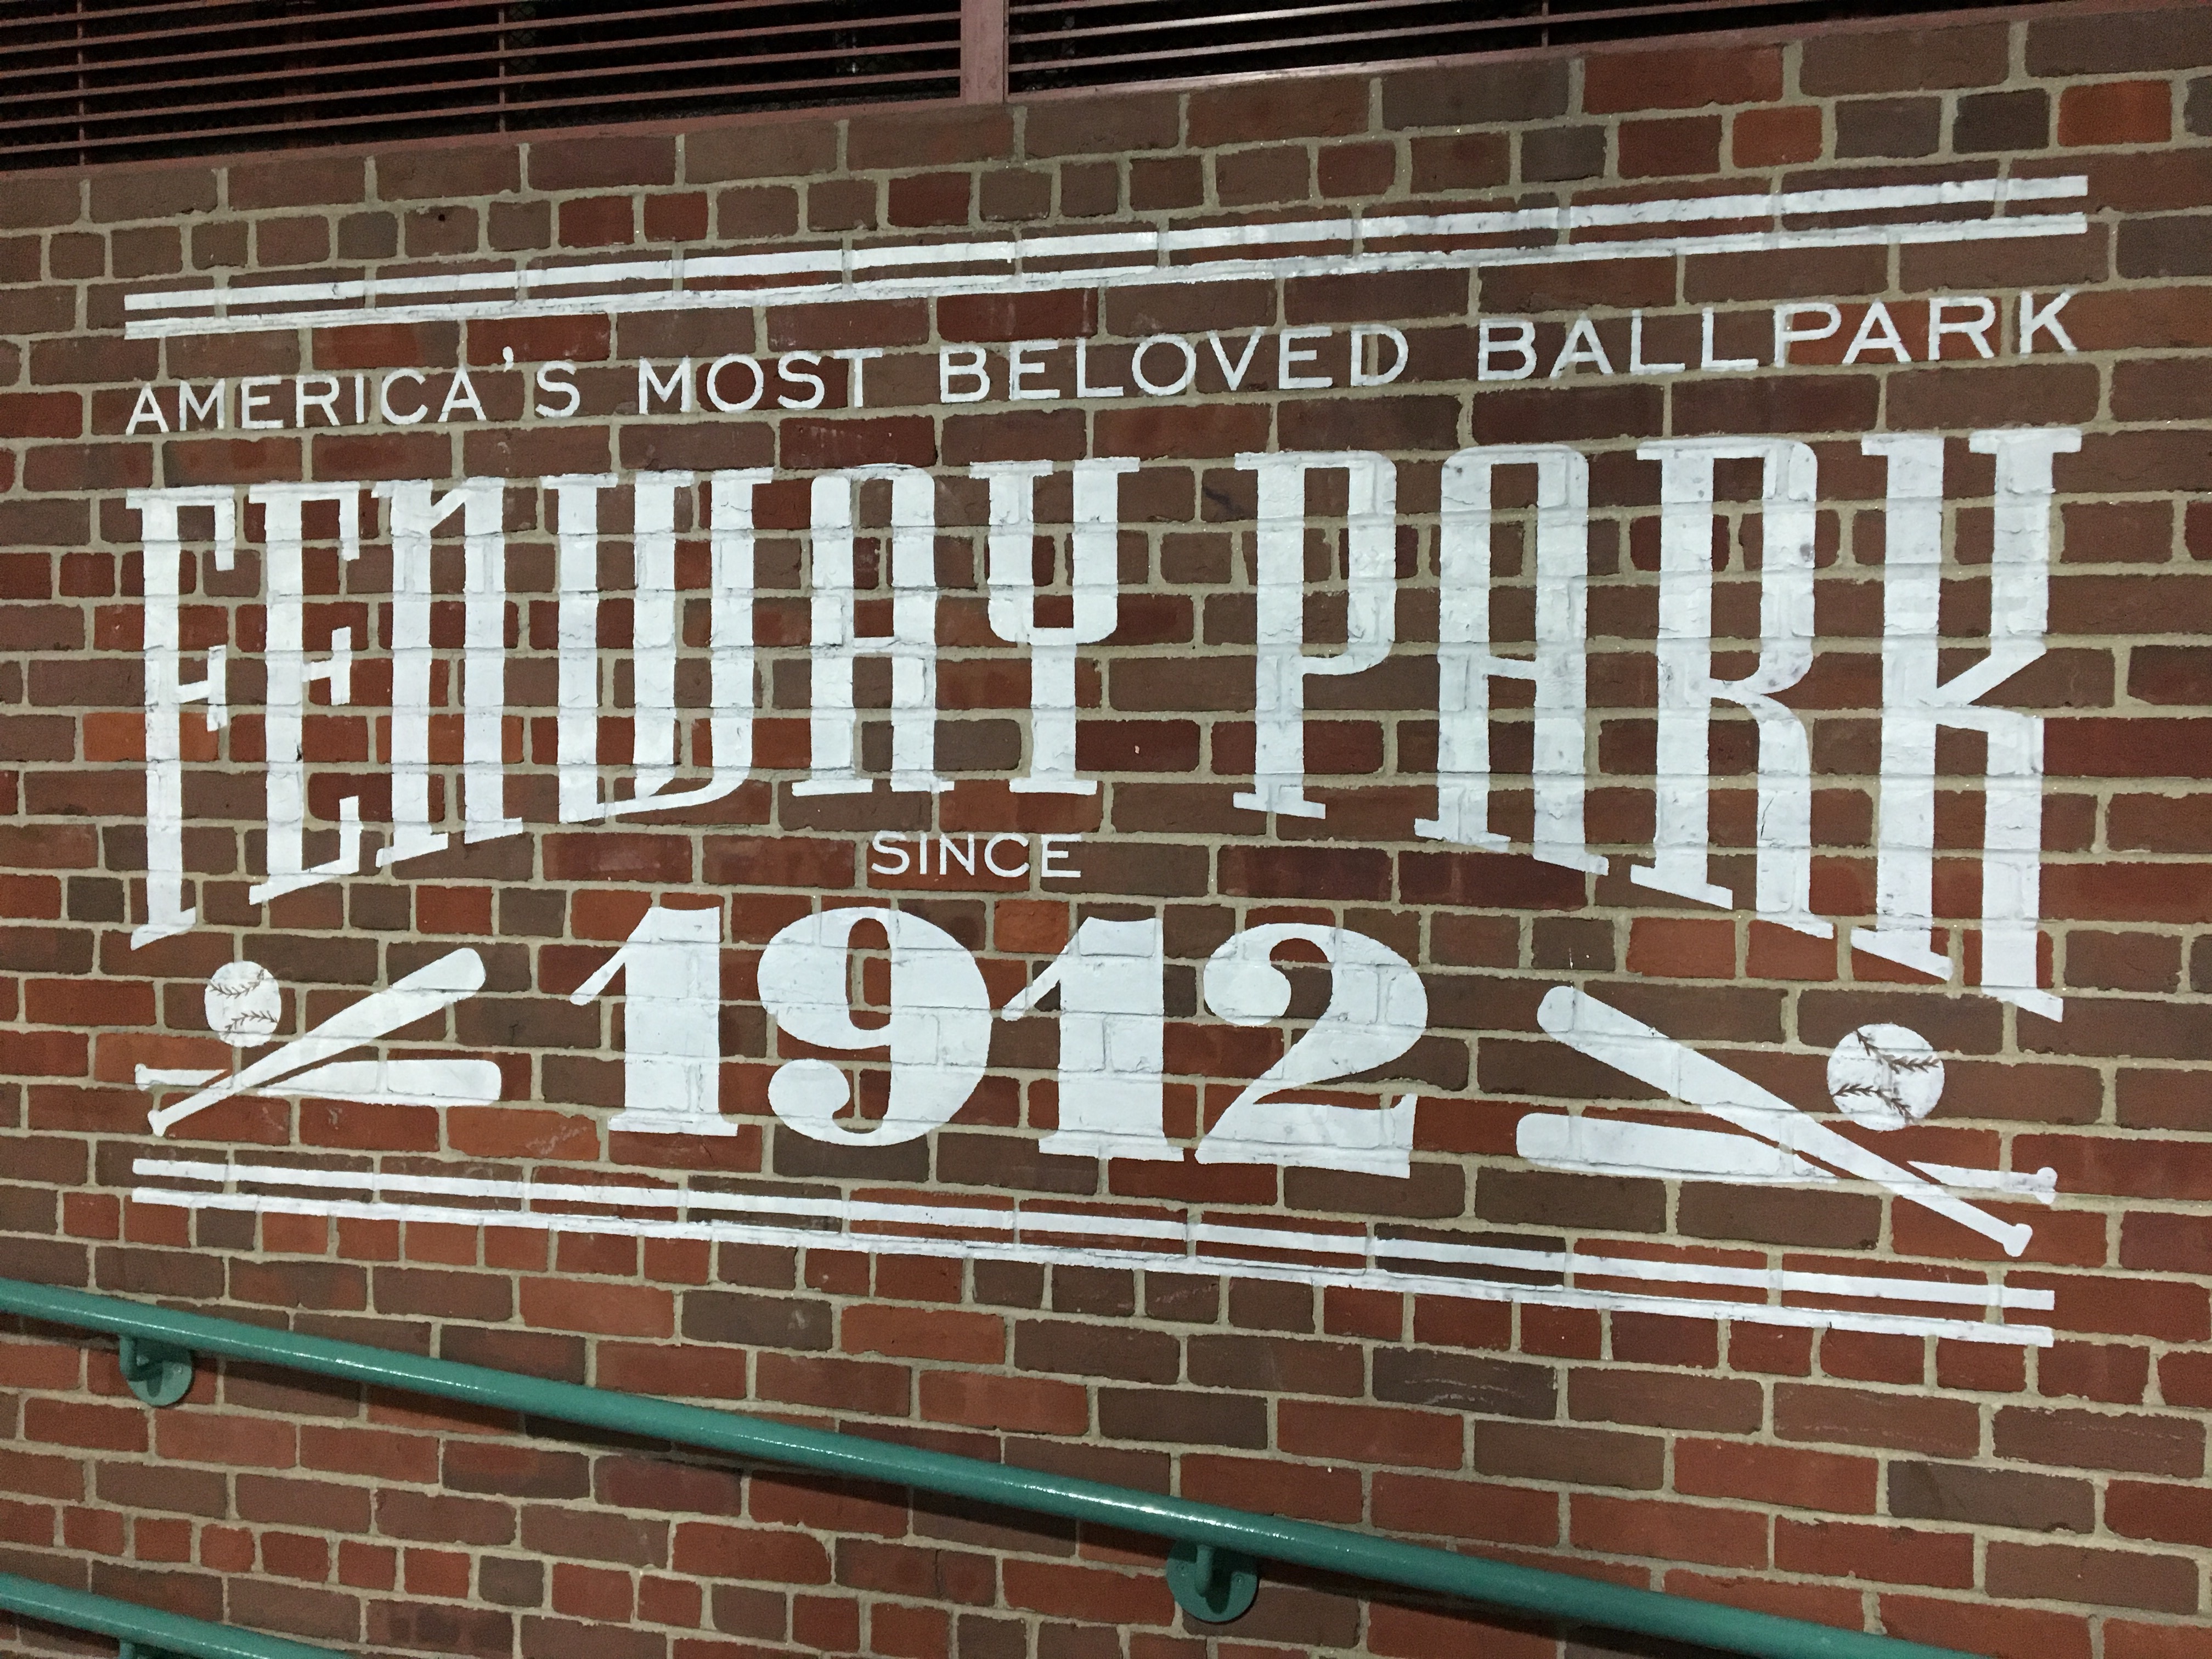 AMERICA'S MOST BELOVED BALLPARK
FENWAY PARK
SINCE
1912